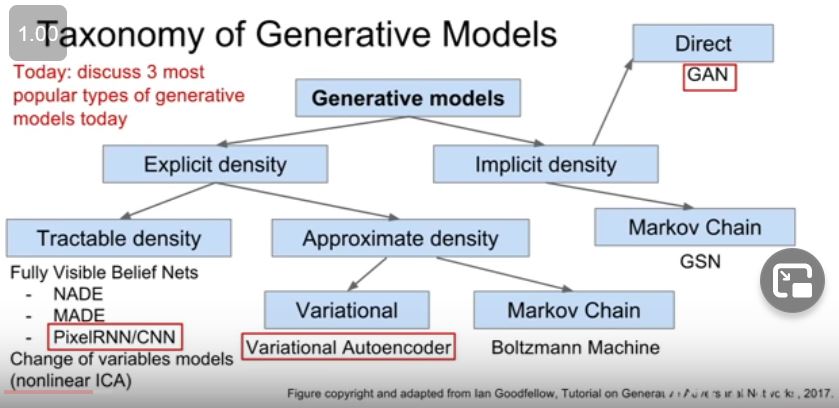 1.00
Taxonomy of Generative Models
Today: discuss 3 most
popular types of generative
models today
Direct
GAN
Generative models
Explicit density
Implicit density
Tractable density
Approximate density
Markov Chain
GSN
Fully Visible Belief Nets
- NADE
- MADE
- PixelRNN/CNN
Change of variables models
(nonlinear ICA)
Variational
Variational Autoencoder
Markov Chain
Boltzmann Machine
Figure copyright and adapted from Ian Goodfellow, Tutorial on , 2017.